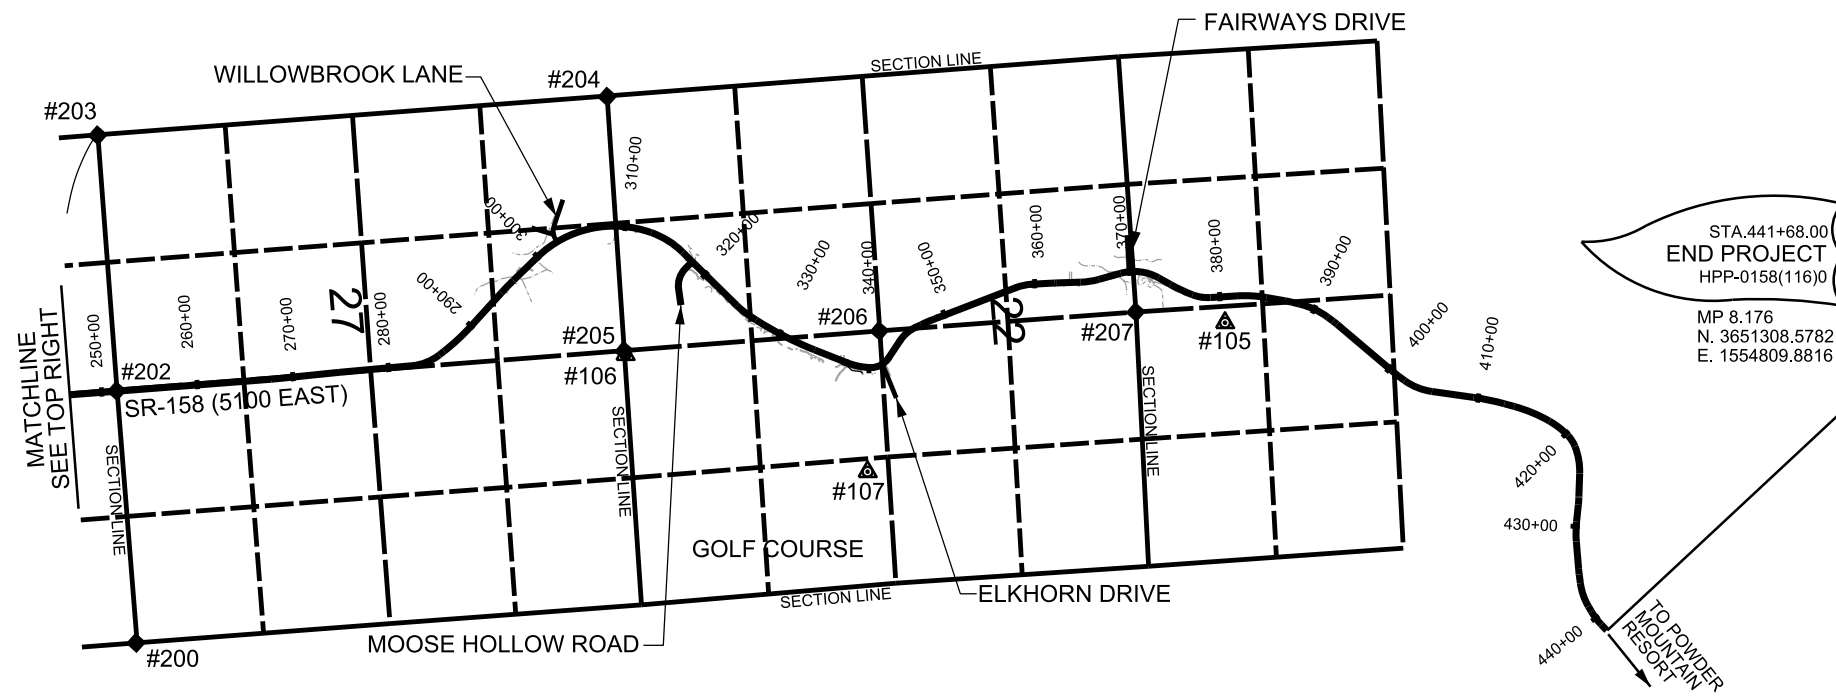 FAIRWAYS DRIVE
SECTION LINE
WILLOWBROOK LANE
#204
#203
310+00
300+00
320+00
330+00
340+00
350+00
360+00
370+00
380+00
390+00
STA.441+68.00
END PROJECT
HPP-0158(116)0
MP 8.176
N. 3651308.5782
E. 1554809.8816
290+00
27
22
250+00
260+00
270+00
280+00
#206
#205
#106
#207
#105
400+00
410+00
MATCHLINE
SEE TOP RIGHT
#202
SR-158 (5100 EAST)
SECTION LINE
SECTION LINE
SECTION LINE
#107
420+00
430+00
GOLF COURSE
SECTION LINE
ELKHORN DRIVE
MOOSE HOLLOW ROAD
#200
440+00
TO POWDER
MOUNTAIN
RESORT